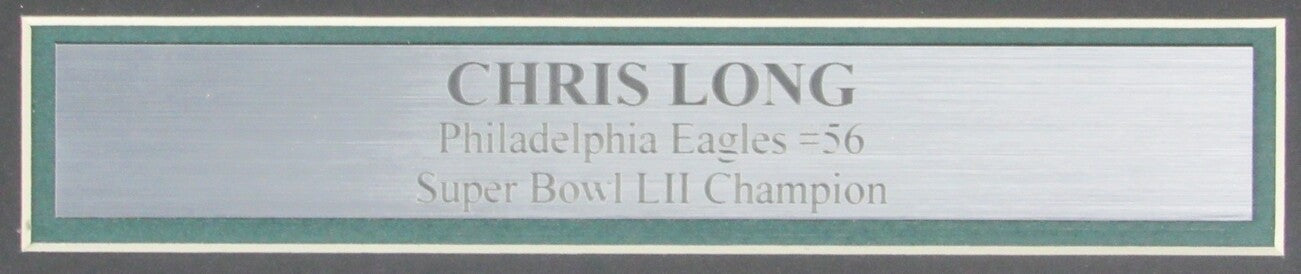 CHRIS LONG
Philadelphia Eagles #56
Super Bowl LII Champion